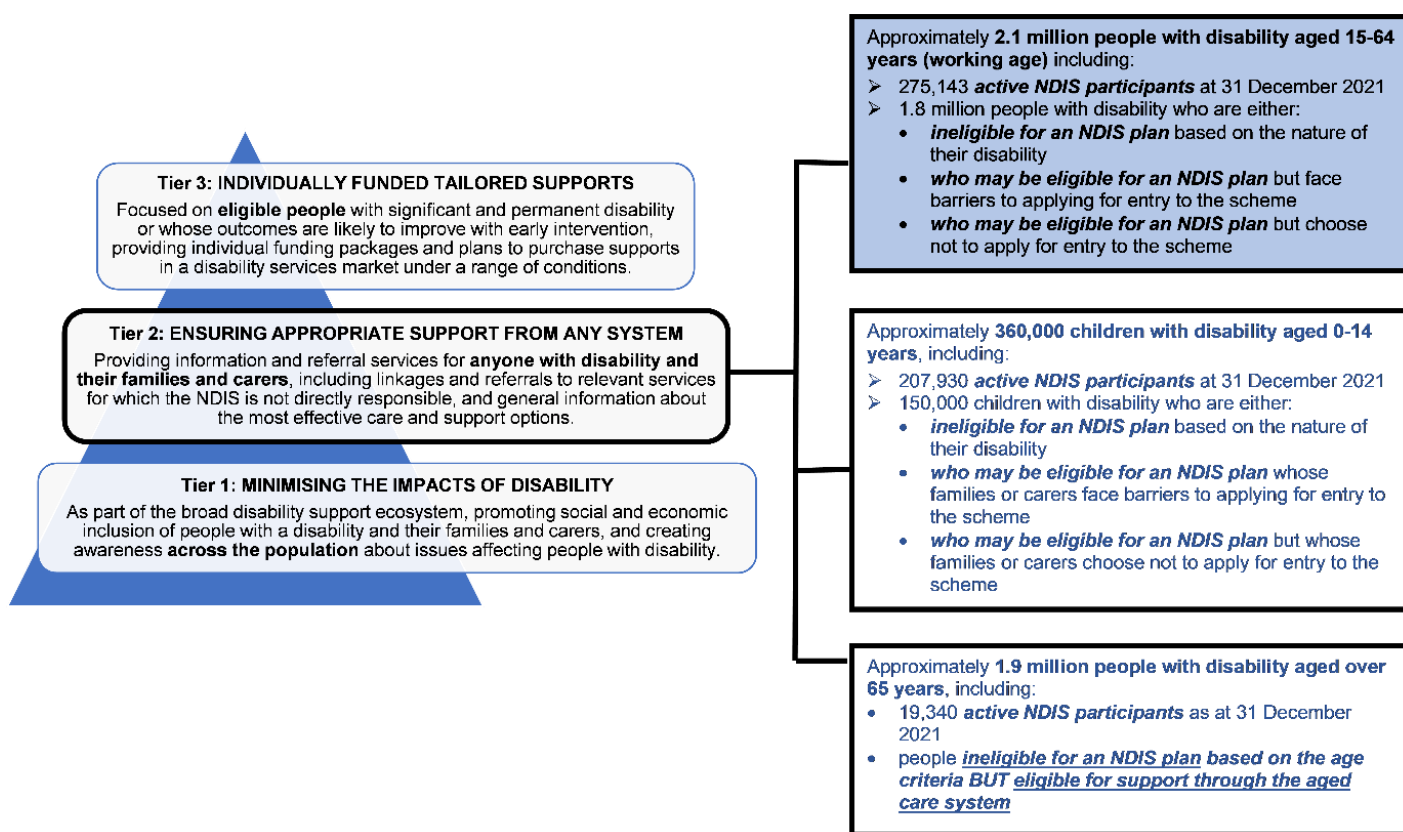 Tier 3: INDIVIDUALLY FUNDED TAILORED SUPPORTS
Focused on eligible people with significant and permanent disability
or whose outcomes are likely to improve with early intervention,
providing individual funding packages and plans to purchase supports
in a disability services market under a range of conditions.
Tier 2: ENSURING APPROPRIATE SUPPORT FROM ANY SYSTEM
Providing information and referral services for anyone with disability and
their families and carers, including linkages and referrals to relevant services
for which the NDIS is not directly responsible, and general information about
the most effective care and support options.
Tier 1: MINIMISING THE IMPACTS OF DISABILITY
As part of the broad disability support ecosystem, promoting social and economic
inclusion of people with a disability and their families and carers, and creating
awareness across the population about issues affecting people with disability.
Approximately 2.1 million people with disability aged 15-64
years (working age) including:
➢ 275,143 active NDIS participants at 31 December 2021
➢ 1.8 million people with disability who are either:
• ineligible for an NDIS plan based on the nature of
their disability
• who may be eligible for an NDIS plan but face
barriers to applying for entry to the scheme
• who may be eligible for an NDIS plan but choose
not to apply for entry to the scheme
Approximately 360,000 children with disability aged 0-14
years, including:
➢ 207,930 active NDIS participants at 31 December 2021
➢ 150,000 children with disability who are either:
• ineligible for an NDIS plan based on the nature of
their disability
• who may be eligible for an NDIS plan whose
families or carers face barriers to applying for entry to
the scheme
• who may be eligible for an NDIS plan but whose
families or carers choose not to apply for entry to the
scheme
Approximately 1.9 million people with disability aged over
65 years, including:
• 19,340 active NDIS participants as at 31 December
2021
• people ineligible for an NDIS plan based on the age
criteria BUT eligible for support through the aged
care system